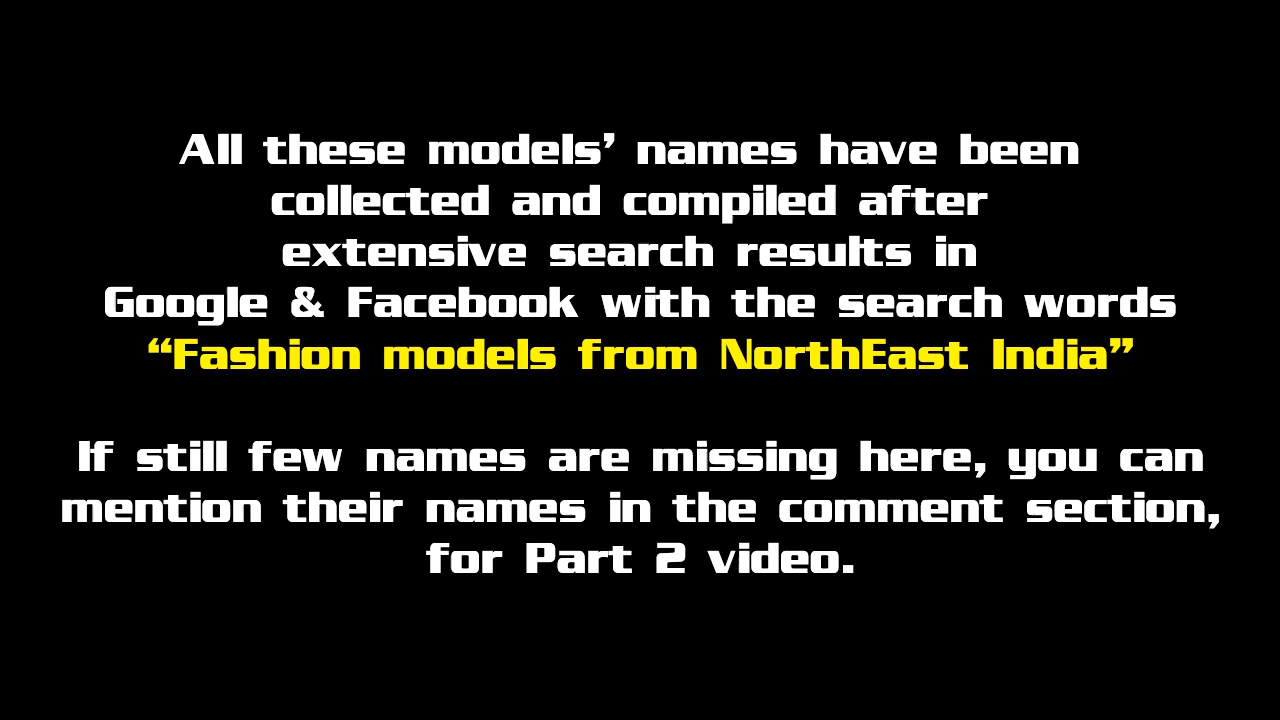 All these models’ names have been
collected and compiled after
extensive search results in
Google & Facebook with the search words
“Fashion models from NorthEast India”
If still few names are missing here, you can
mention their names in the comment section,
for Part 2 video.